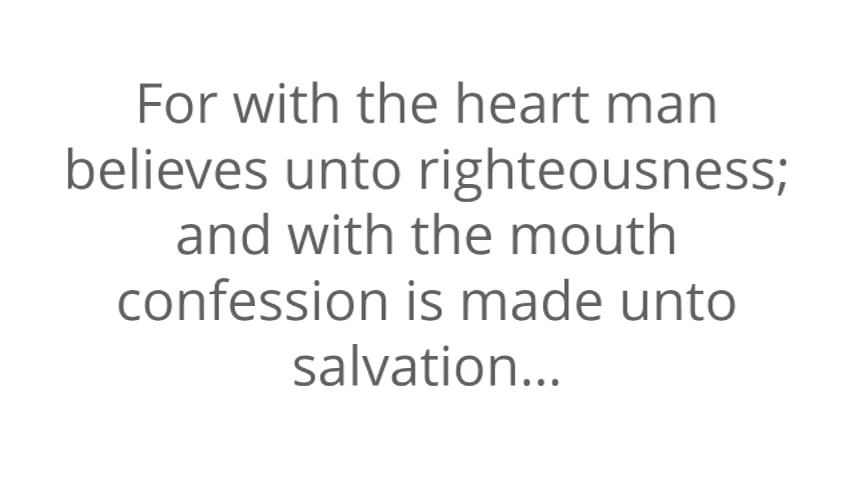 For with the heart man
believes unto righteousness;
and with the mouth
confession is made unto
salvation...